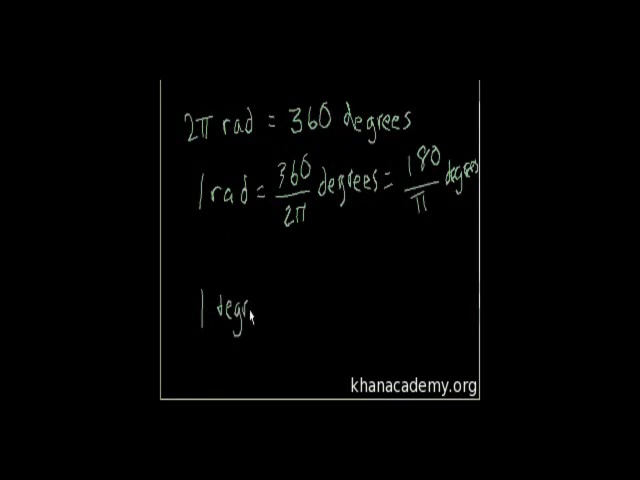 2π rad = 360 degrees
1 rad = 360/2π degrees = 180/π degrees
1 degr
khanacademy.org